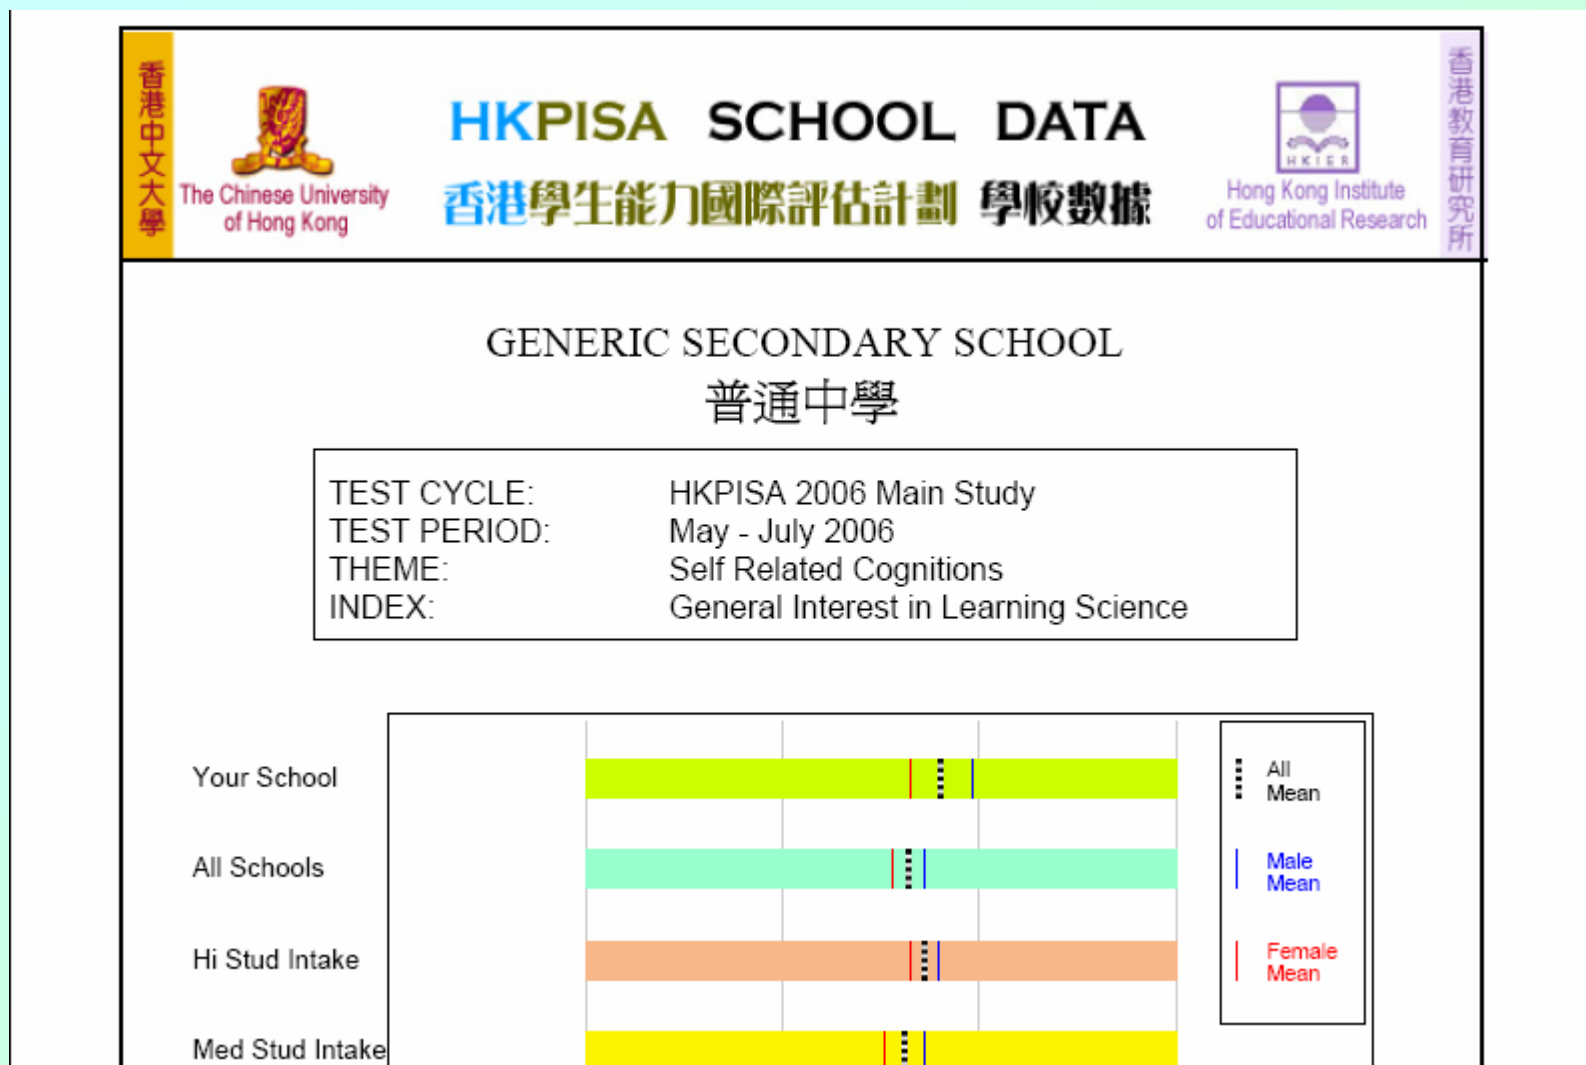 香港中文大學
The Chinese University
of Hong Kong
HKPISA SCHOOL DATA
香港學生能力國際評估計劃 學校數據
HKIER
Hong Kong Institute
of Educational Research
香港教育研究所
GENERIC SECONDARY SCHOOL
普通中學
TEST CYCLE: HKPISA 2006 Main Study
TEST PERIOD: May - July 2006
THEME: Self Related Cognitions
INDEX: General Interest in Learning Science
Your School
All Schools
Hi Stud Intake
Med Stud Intake
All
Mean
Male
Mean
Female
Mean